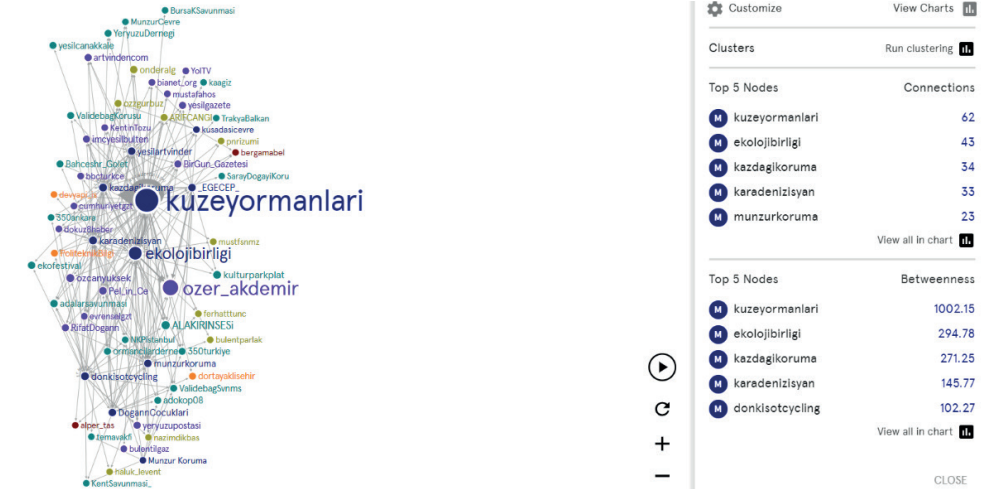 BursaKSavunmasi
MunzurCevre
YeryuzuDernegi
yesilcanakkale
artvindencom
onderalg
YolTV
bianet_org
kaagiz
mustafahos
ozzgurbuz
yesilgazete
ValidebagKorusu
ARIFCANGI
TrakyaBalkan
KentinTozu
kusadasicevre
imcyesilbulten
pnrizumi
yesilartvinder
bergamabel
Bahceshr_Golet
BirGun_Gazetesi
bbcturkce
SarayDogayiKoru
kazdagikoruma
_EGECEP_
kuzeyormanlari
cumhuriyetgzt
350ankara
dokuz8haber
karadenizisyan
mustfsnmz
ekolojibirligi
ekofestival
kulturparkplat
ozcanyuksek
ozer_akdemir
Pel_in_Ce
adalarsavunmasi
evrenselgzt
ferhatttunc
RifatDogann
ALAKIRINSESi
NKPistanbul
bulentparlak
ormancilarderne
350turkiye
munzurkoruma
donkisotcycling
dortayaklisehir
ValidebagSvnms
adokop08
DogannCocuklari
alper_tas
yeryuzupostasi
temavakfi
nazimdikbas
bulentilgaz
Munzur Koruma
haluk_levent
KentSavunmasi_
Customize View Charts
Clusters Run clustering
Top 5 Nodes Connections
M kuzeyormanlari 62
M ekolojibirligi 43
M kazdagikoruma 34
M karadenizisyan 33
M munzurkoruma 23
View all in chart
Top 5 Nodes Betweenness
M kuzeyormanlari 1002.15
M ekolojibirligi 294.78
M kazdagikoruma 271.25
M karadenizisyan 145.77
M donkisotcycling 102.27
View all in chart
CLOSE